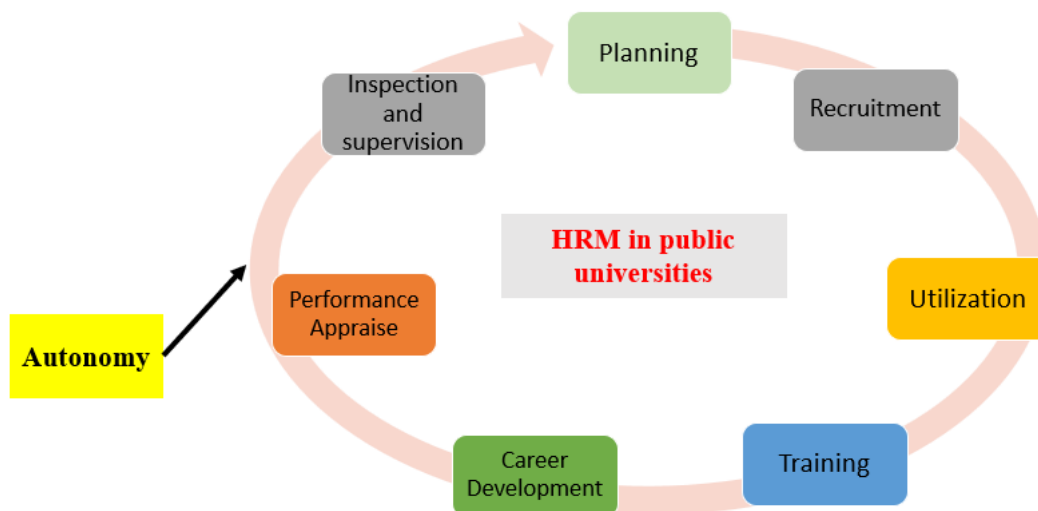 Planning
Recruitment
Utilization
Training
Career
Development
Performance
Appraise
Inspection
and
supervision
HRM in public
universities
Autonomy